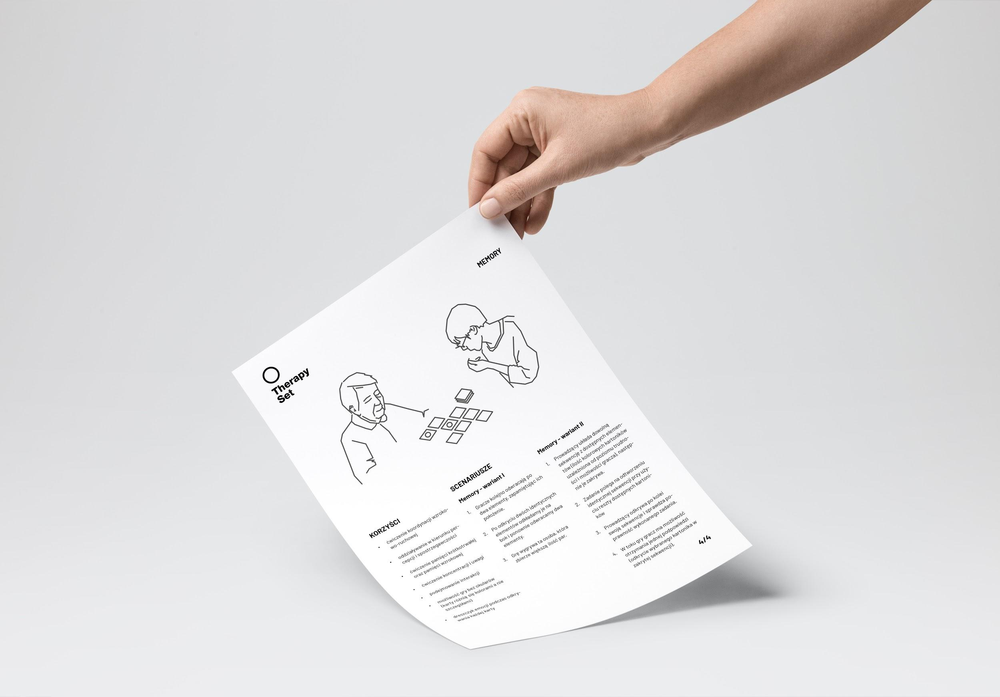 MEMORY
Therapy
Set
KORZYŚCI
• ćwiczenie koordynacji wzroko-
wo-ruchowej
• oddziaływanie w kierunku per-
cepcji i spostrzegawczości
• ćwiczenie pamięci krótkotrwałej
oraz pamięci wzrokowej
• ćwiczenie koncentracji i uwagi
• podejmowanie interakcji
• możliwość gry bez okularów
(karty różnią się kolorami a nie
szczegółami)
• dreszczyk emocji podczas odkry-
wania każdej karty
SCENARIUSZE
Memory - wariant I
1. Gracze kolejno odwracają po
dwa elementy, zapamiętując ich
położenie.
2. Po odkryciu dwóch identycznych
elementów odkładamy je na
bok i ponownie odwracamy dwa
elementy.
3. Grę wygrywa ta osoba, która
zbierze większą ilość par.
Memory - wariant II
1. Prowadzący układa dowolną
sekwencję z dostępnych elemen-
tów (ilość kolorowych kartoników
uzależniona od poziomu trudno-
ści i możliwości gracza), następ-
nie je zakrywa.
2. Zadanie polega na odtworzeniu
identycznej sekwencji przy uży-
ciu reszty dostępnych kartoni-
ków
3. Prowadzący odkrywa po kolei
swoją sekwencje i sprawdza po-
prawność wykonanego zadania.
4. W toku gry gracz ma możliwość
otrzymania jednej podpowiedzi
(odkrycie wybranego kartonika w
zakrytej sekwencji).
4/4